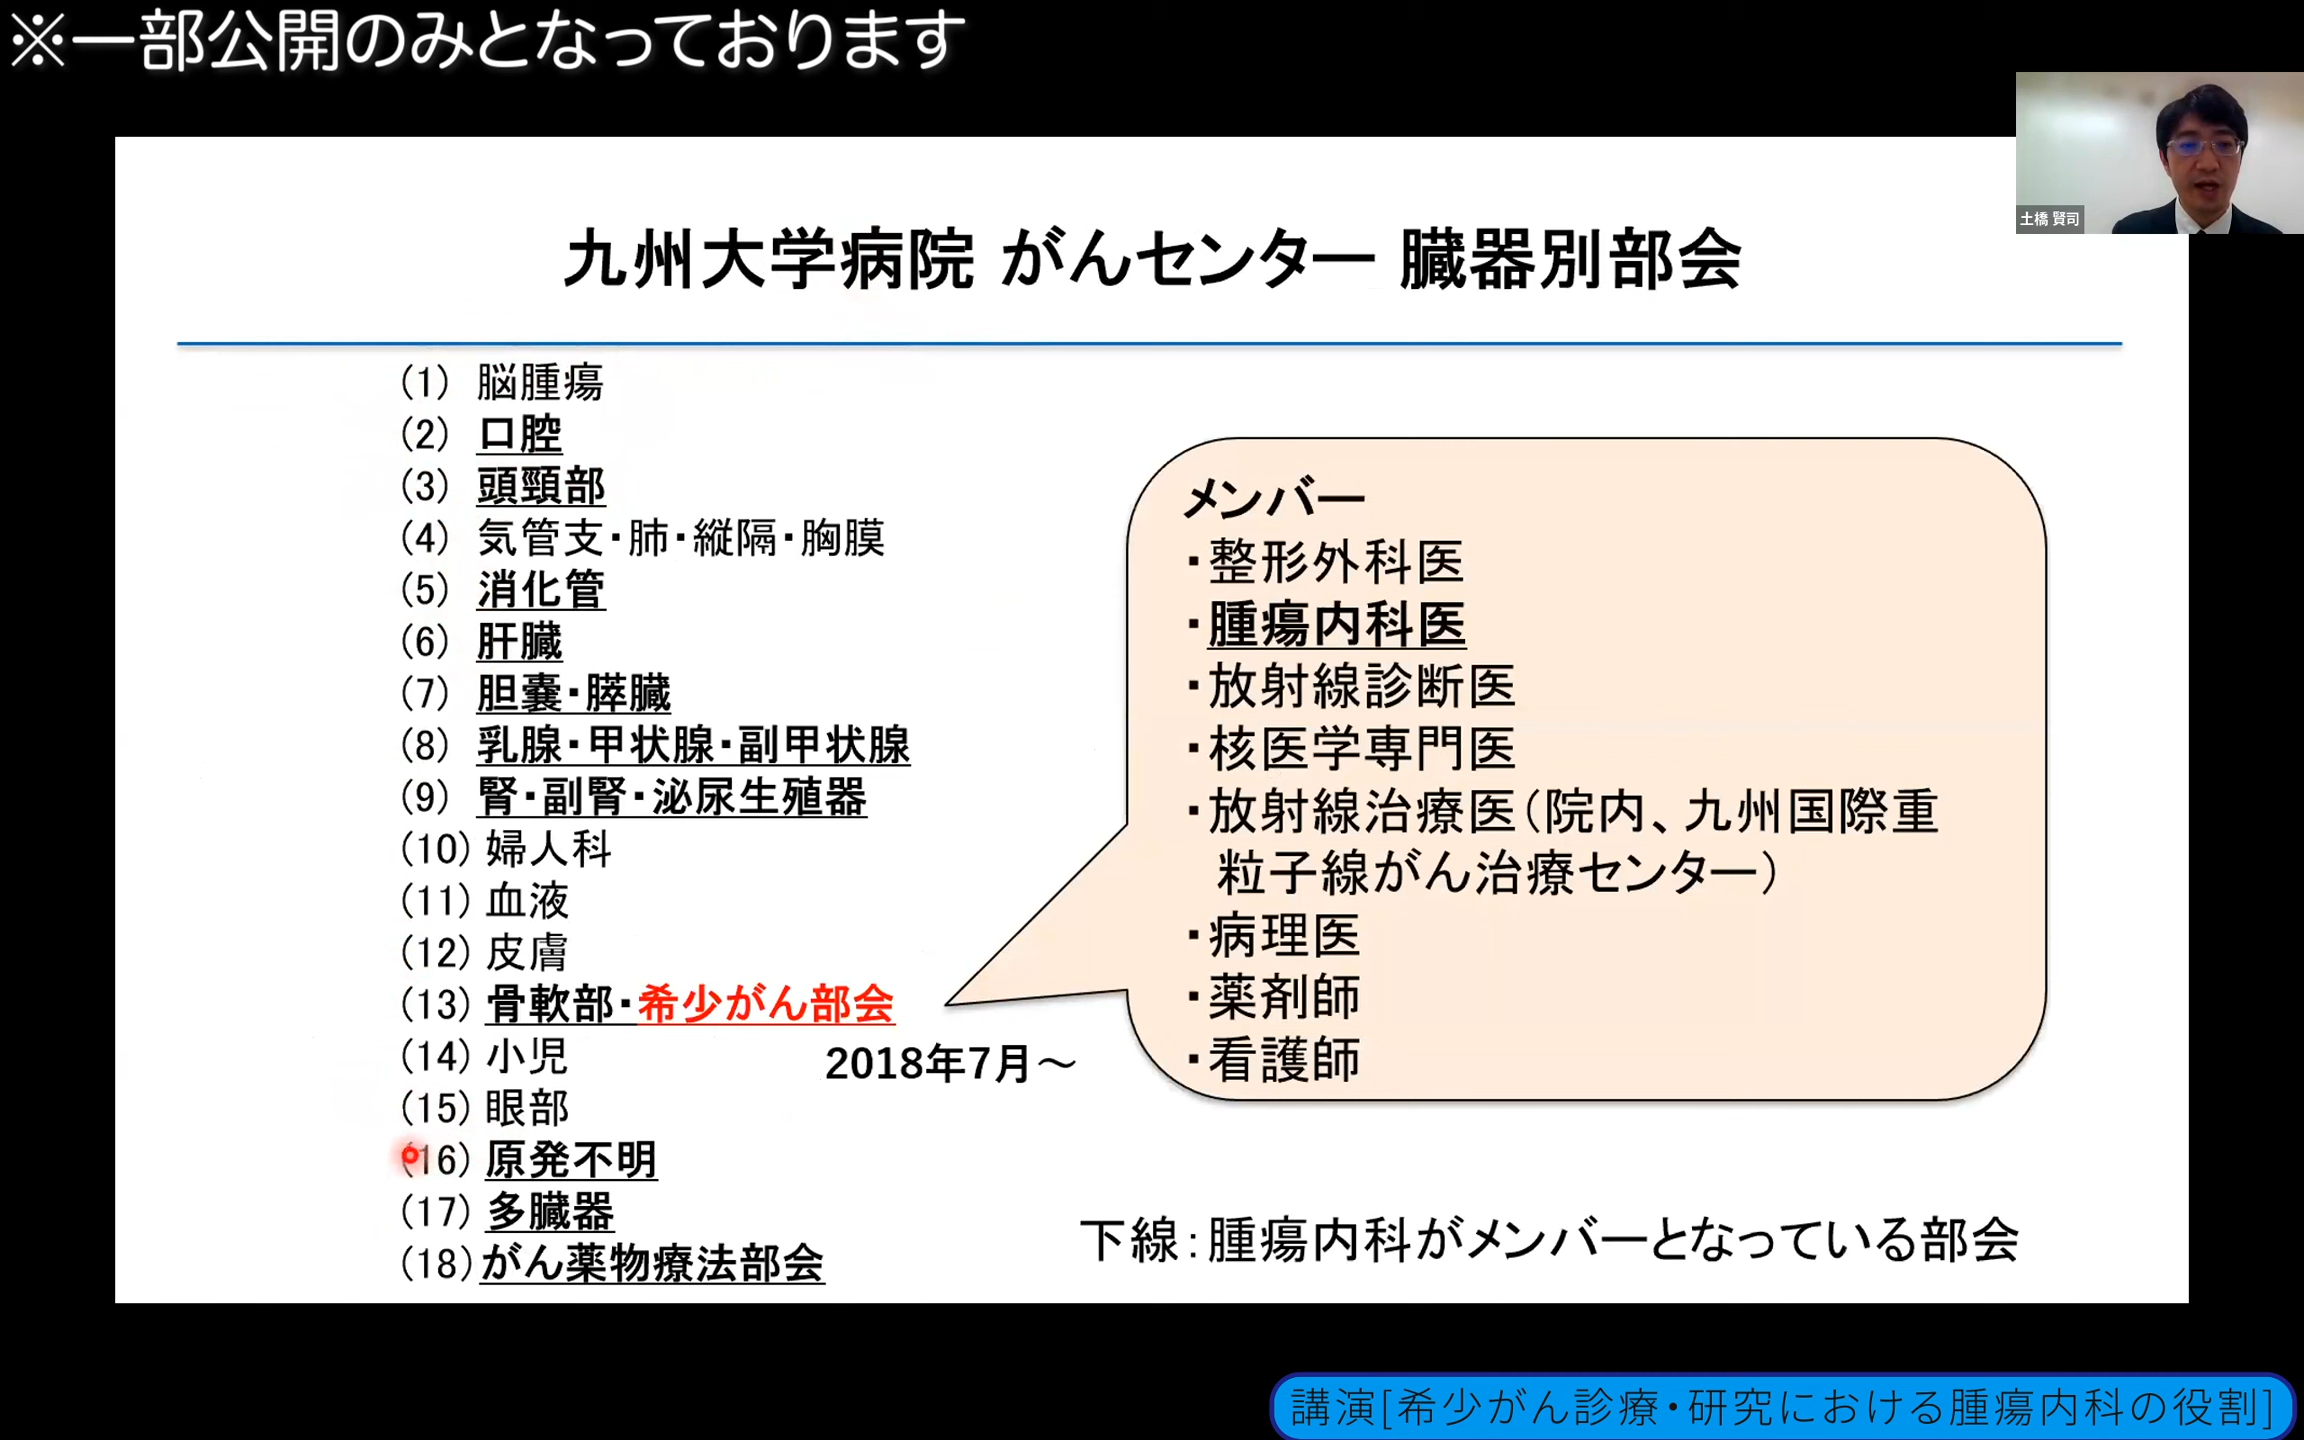 ※一部公開のみとなっております
土橋 賢司
九州大学病院 がんセンター 臓器別部会
(1) 脳腫瘍
(2) 口腔
(3) 頭頸部
(4) 気管支・肺・縦隔・胸膜
(5) 消化管
(6) 肝臓
(7) 胆嚢・膵臓
(8) 乳腺・甲状腺・副甲状腺
(9) 腎・副腎・泌尿生殖器
(10) 婦人科
(11) 血液
(12) 皮膚
(13) 骨軟部・希少がん部会
2018年7月～
(14) 小児
(15) 眼部
(16) 原発不明
(17) 多臓器
(18) がん薬物療法部会
メンバー
・整形外科医
・腫瘍内科医
・放射線診断医
・核医学専門医
・放射線治療医（院内、九州国際重
粒子線がん治療センター）
・病理医
・薬剤師
・看護師
下線：腫瘍内科がメンバーとなっている部会
講演[希少がん診療・研究における腫瘍内科の役割]